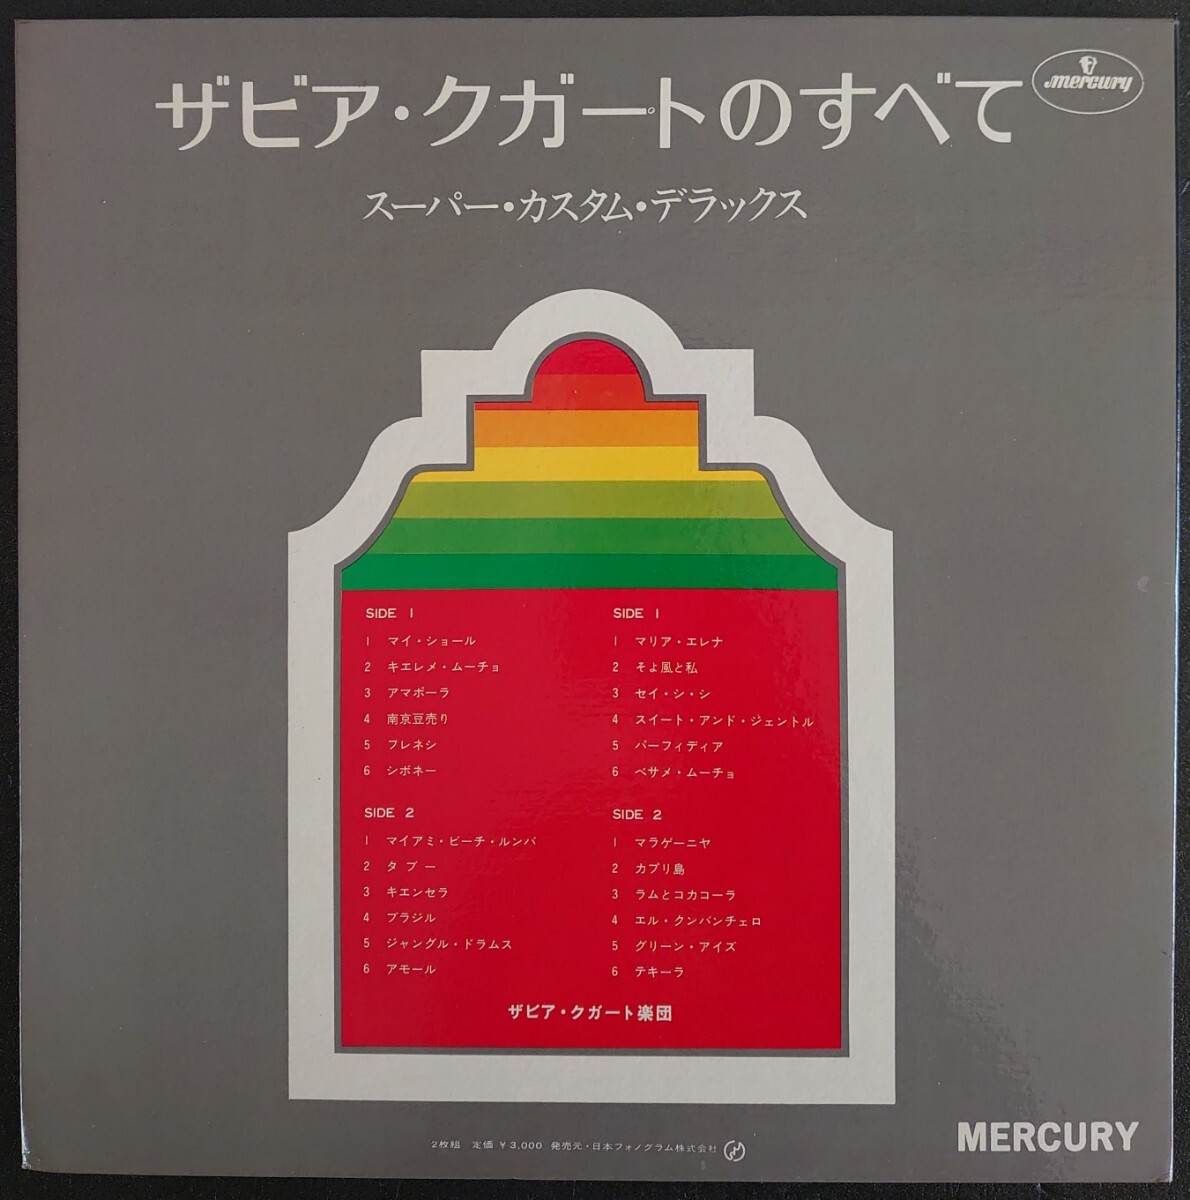 ザビア・クガートのすべて
mercury
スーパー・カスタム・デラックス
SIDE 1
1 マイ・ショール
2 キエレメ・ムーチョ
3 アマポーラ
4 南京豆売り
5 フレネシ
6 シボネー
SIDE 2
1 マイアミ・ビーチ・ルンバ
2 タブー
3 キエンセラ
4 ブラジル
5 ジャングル・ドラムス
6 アモール
SIDE 1
1 マリア・エレナ
2 そよ風と私
3 セイ・シ・シ
4 スイート・アンド・ジェントル
5 パーフィディア
6 ベサメ・ムーチョ
SIDE 2
1 マラゲーニヤ
2 カプリ島
3 ラムとコカコーラ
4 エル・クンバンチェロ
5 グリーン・アイズ
6 テキーラ
ザビア・クガート楽団
2枚組 定価 ¥3,000 発売元・日本フォノグラム株式会社
MERCURY